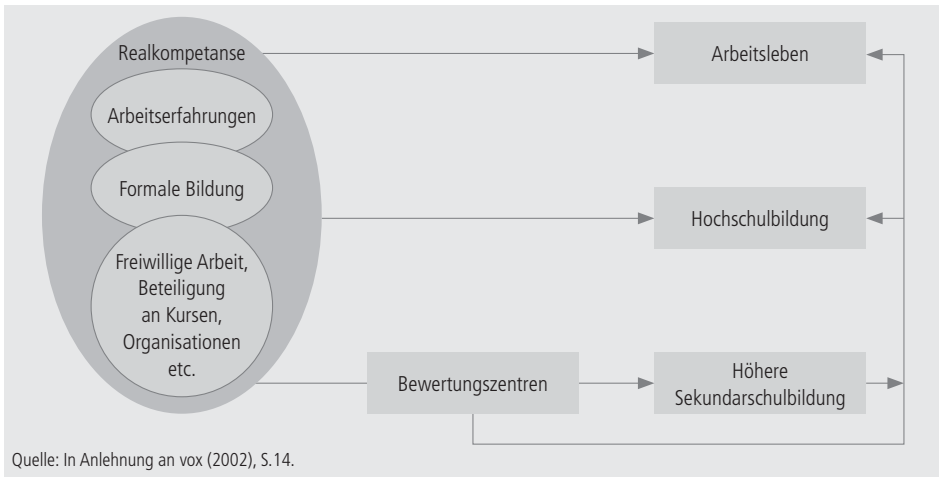 Realkompetanse
Arbeitserfahrungen
Formale Bildung
Freiwillige Arbeit,
Beteiligung
an Kursen,
Organisationen
etc.
Arbeitsleben
Hochschulbildung
Bewertungszentren
Höhere
Sekundarschulbildung
Quelle: In Anlehnung an vox (2002), S.14.